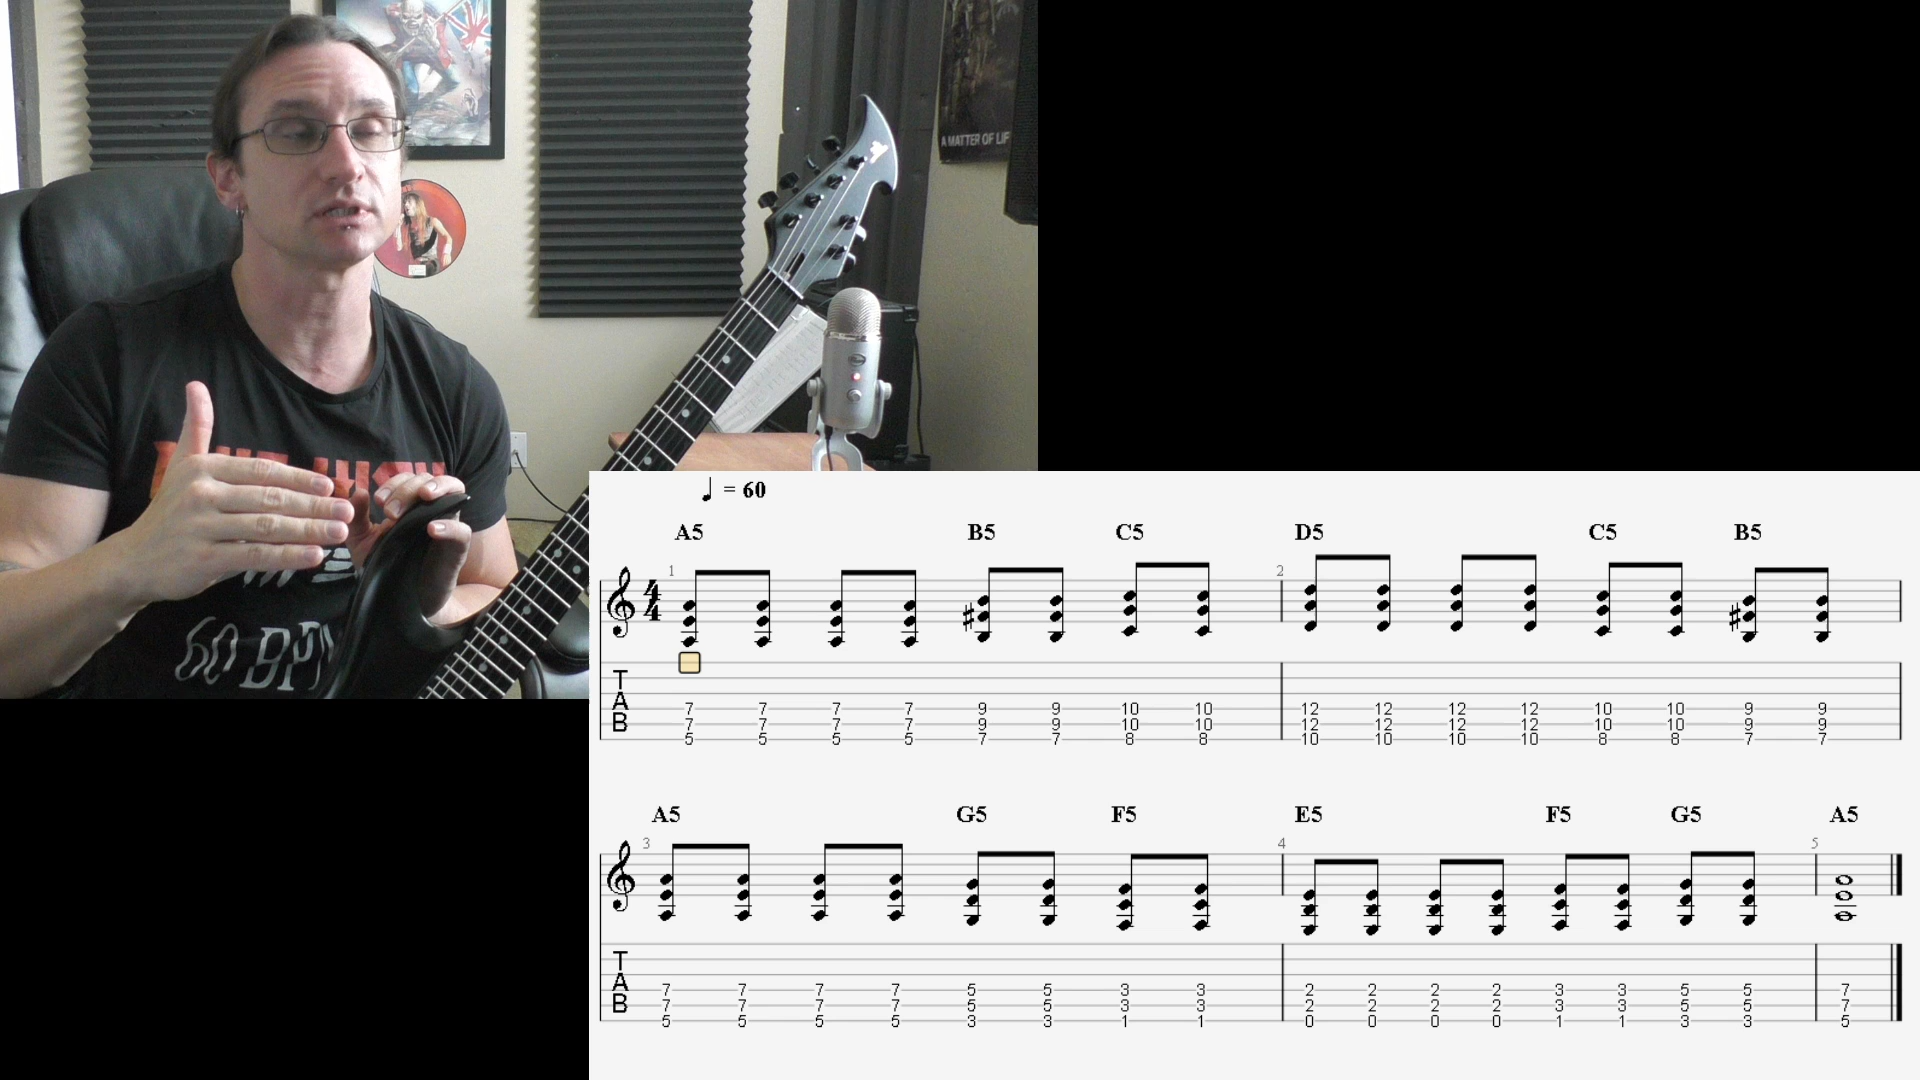 A MATTER OF LIF
60 BPM
♩ = 60
A5 B5 C5 D5 C5 B5
1 2
4
4
T
A
B
7 7 7 7 9 9 10 10 12 12 12 12 10 10 9 9
7 7 7 7 9 9 10 10 12 12 12 12 10 10 9 9
5 5 5 5 7 7 8 8 10 10 10 10 8 8 7 7
A5 G5 F5 E5 F5 G5 A5
3 4 5
T
A
B
7 7 7 7 5 5 3 3 2 2 2 2 3 3 5 5 7
7 7 7 7 5 5 3 3 2 2 2 2 3 3 5 5 7
5 5 5 5 3 3 1 1 0 0 0 0 1 1 3 3 5